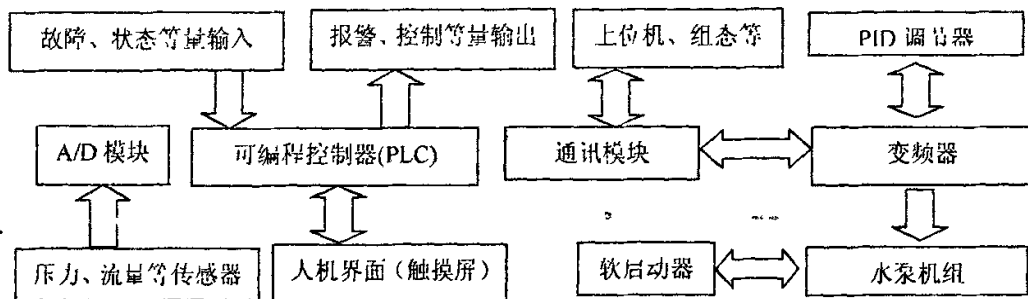 故障、状态等量输入
报警、控制等量输出
上位机、组态等
PID 调节器
A/D 模块
可编程控制器(PLC)
通讯模块
变频器
压力、流量等传感器
人机界面（触摸屏）
软启动器
水泵机组